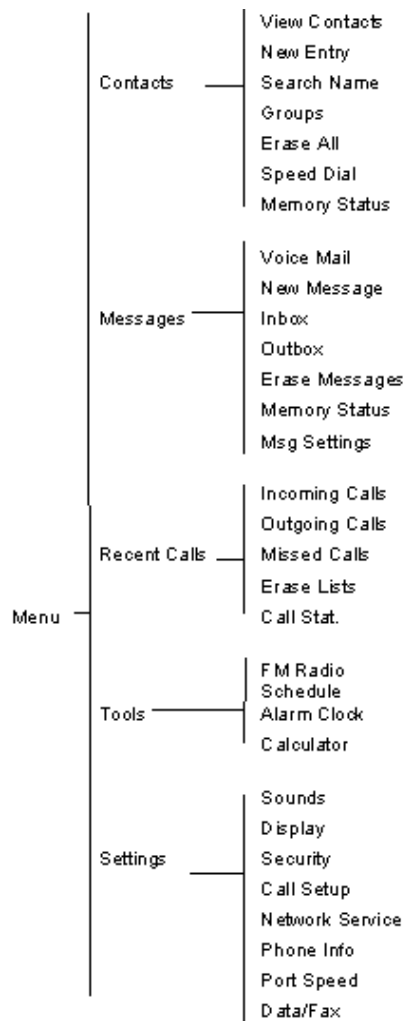 View Contacts
New Entry
Contacts
Search Name
Groups
Erase All
Speed Dial
Memory Status
Voice Mail
New Message
Messages
Inbox
Outbox
Erase Messages
Memory Status
Msg Settings
Incoming Calls
Outgoing Calls
Recent Calls
Missed Calls
Erase Lists
Menu
Call Stat.
FM Radio
Schedule
Tools
Alarm Clock
Calculator
Sounds
Display
Settings
Security
Call Setup
Network Service
Phone Info
Port Speed
Data/Fax